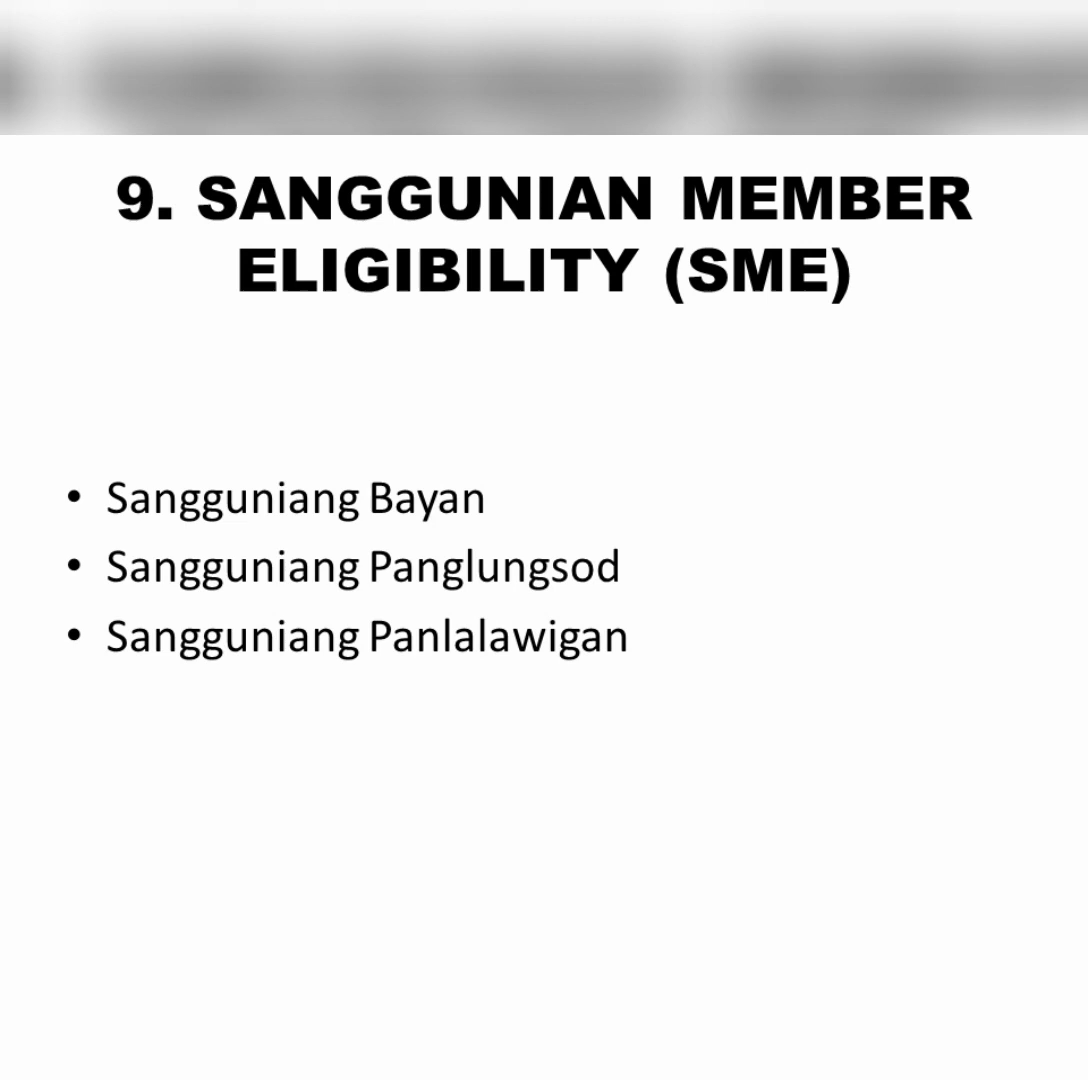 9. SANGGUNIAN MEMBER
ELIGIBILITY (SME)
• Sangguniang Bayan
• Sangguniang Panglungsod
• Sangguniang Panlalawigan